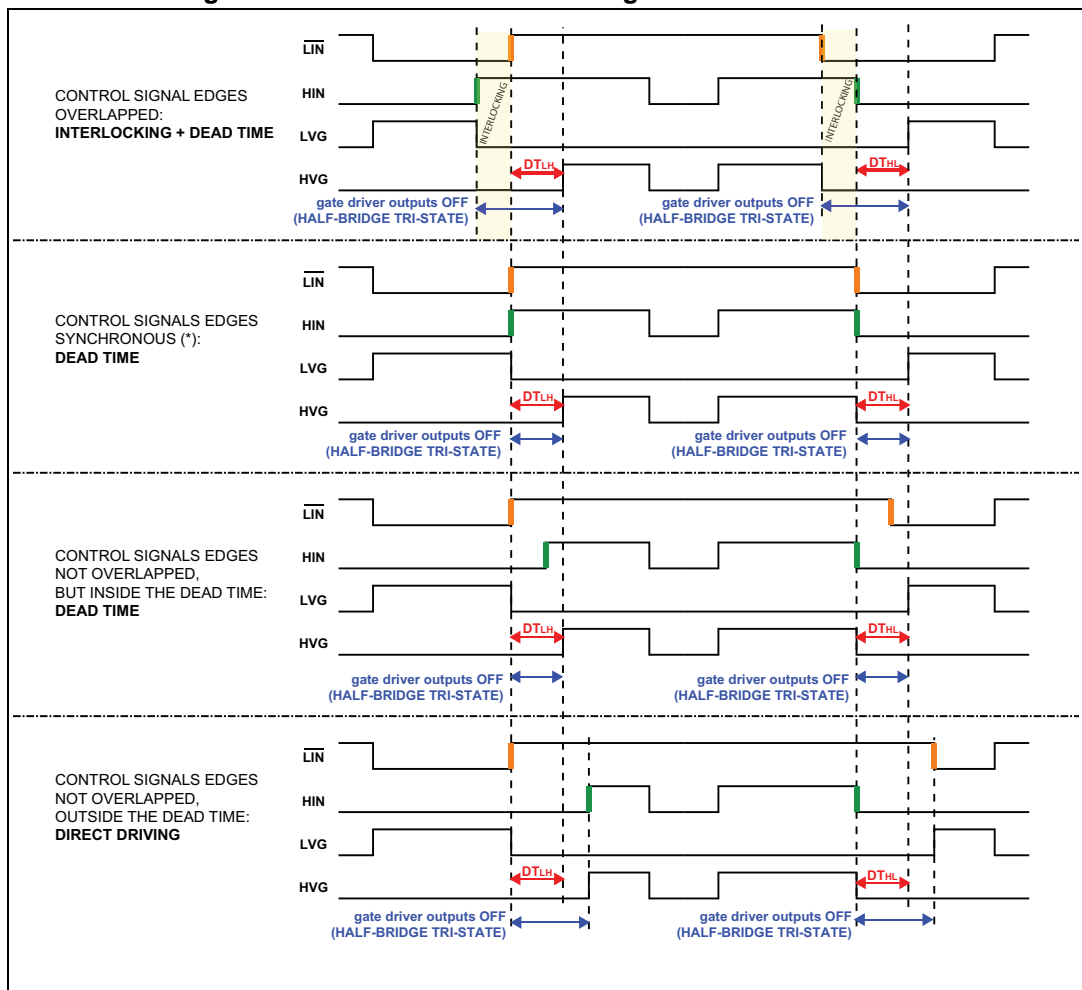 LIN
CONTROL SIGNAL EDGES
OVERLAPPED:
INTERLOCKING + DEAD TIME
HIN
INTERLOCKING
INTERLOCKING
LVG
DTLH
DTHL
HVG
gate driver outputs OFF
(HALF-BRIDGE TRI-STATE)
gate driver outputs OFF
(HALF-BRIDGE TRI-STATE)
LIN
CONTROL SIGNALS EDGES
SYNCHRONOUS (*):
DEAD TIME
HIN
LVG
DTLH
DTHL
HVG
gate driver outputs OFF
(HALF-BRIDGE TRI-STATE)
gate driver outputs OFF
(HALF-BRIDGE TRI-STATE)
LIN
CONTROL SIGNALS EDGES
NOT OVERLAPPED,
BUT INSIDE THE DEAD TIME:
DEAD TIME
HIN
LVG
DTLH
DTHL
HVG
gate driver outputs OFF
(HALF-BRIDGE TRI-STATE)
gate driver outputs OFF
(HALF-BRIDGE TRI-STATE)
LIN
CONTROL SIGNALS EDGES
NOT OVERLAPPED,
OUTSIDE THE DEAD TIME:
DIRECT DRIVING
HIN
LVG
DTLH
DTHL
HVG
gate driver outputs OFF
(HALF-BRIDGE TRI-STATE)
gate driver outputs OFF
(HALF-BRIDGE TRI-STATE)